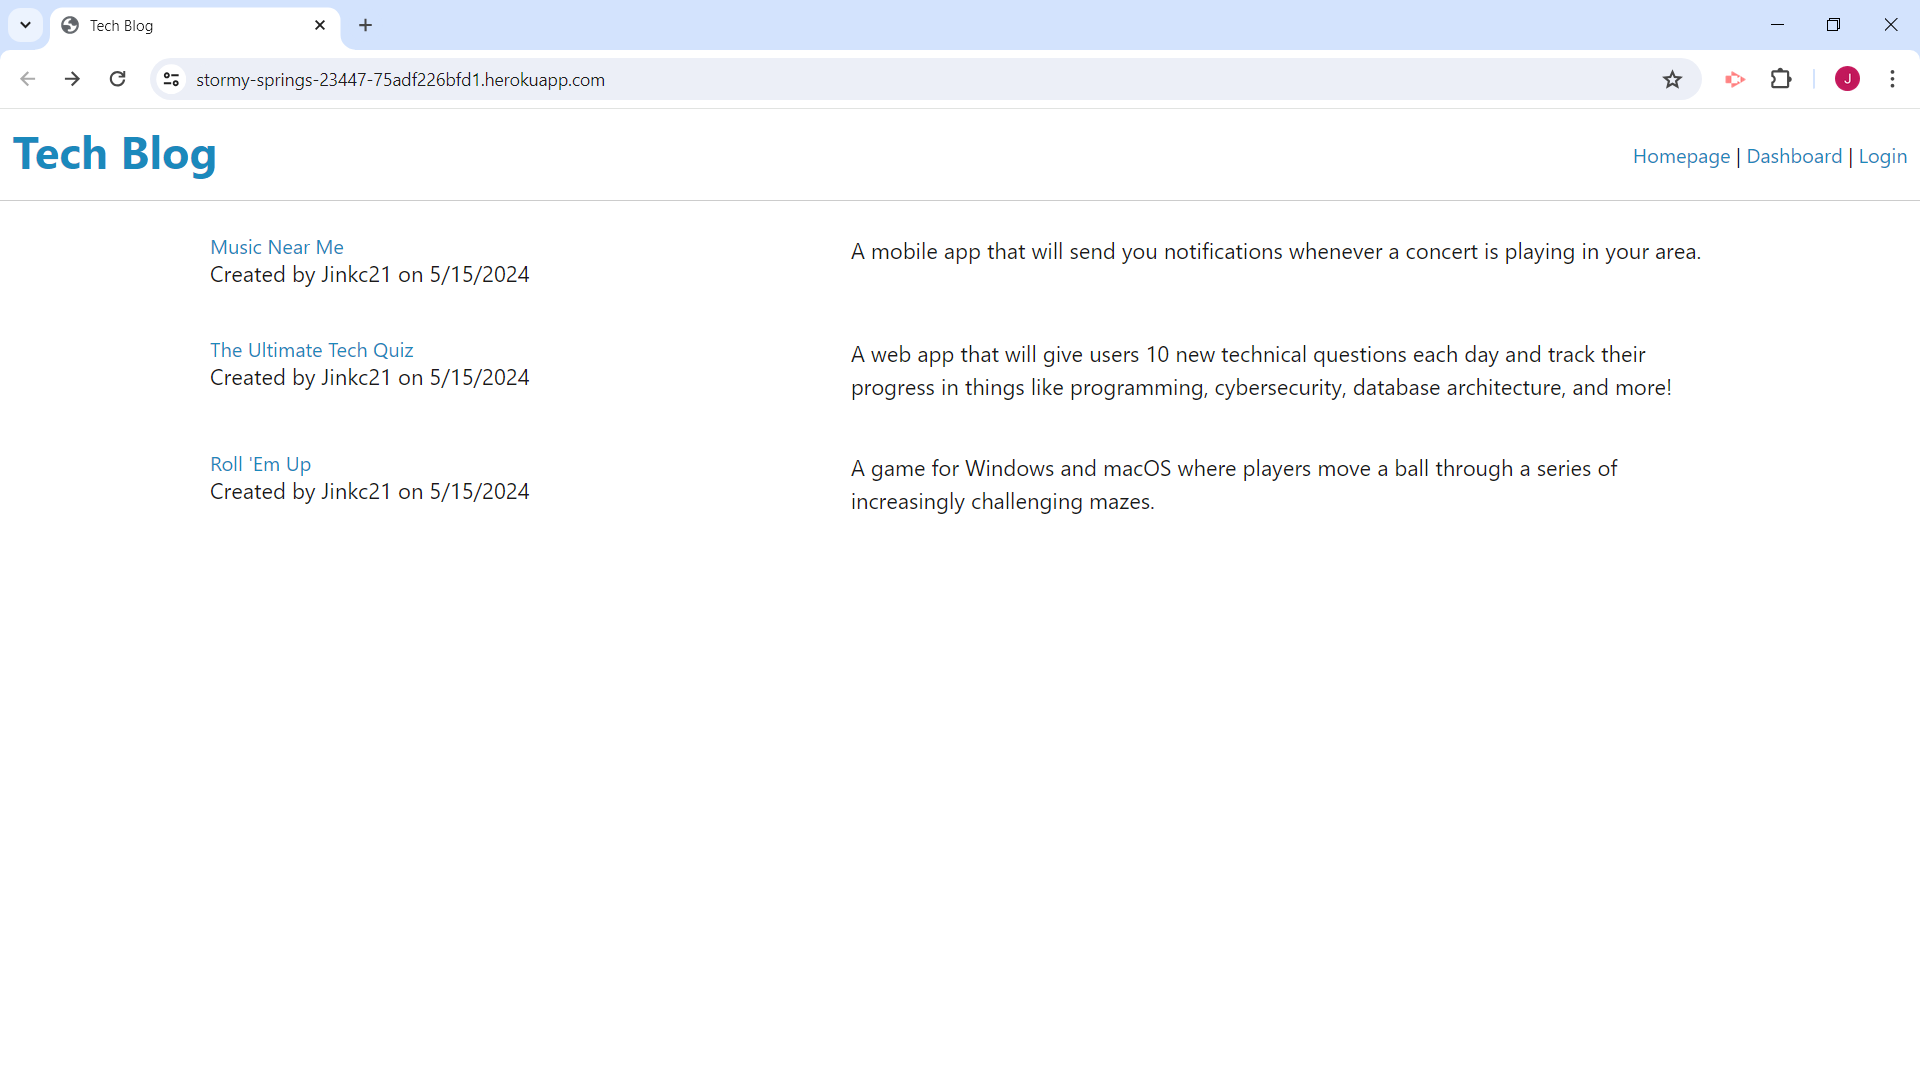 Tech Blog
stormy-springs-23447-75adf226bfd1.herokuapp.com
J
Tech Blog
Homepage | Dashboard | Login
Music Near Me
Created by Jinkc21 on 5/15/2024
A mobile app that will send you notifications whenever a concert is playing in your area.
The Ultimate Tech Quiz
Created by Jinkc21 on 5/15/2024
A web app that will give users 10 new technical questions each day and track their
progress in things like programming, cybersecurity, database architecture, and more!
Roll 'Em Up
Created by Jinkc21 on 5/15/2024
A game for Windows and macOS where players move a ball through a series of
increasingly challenging mazes.